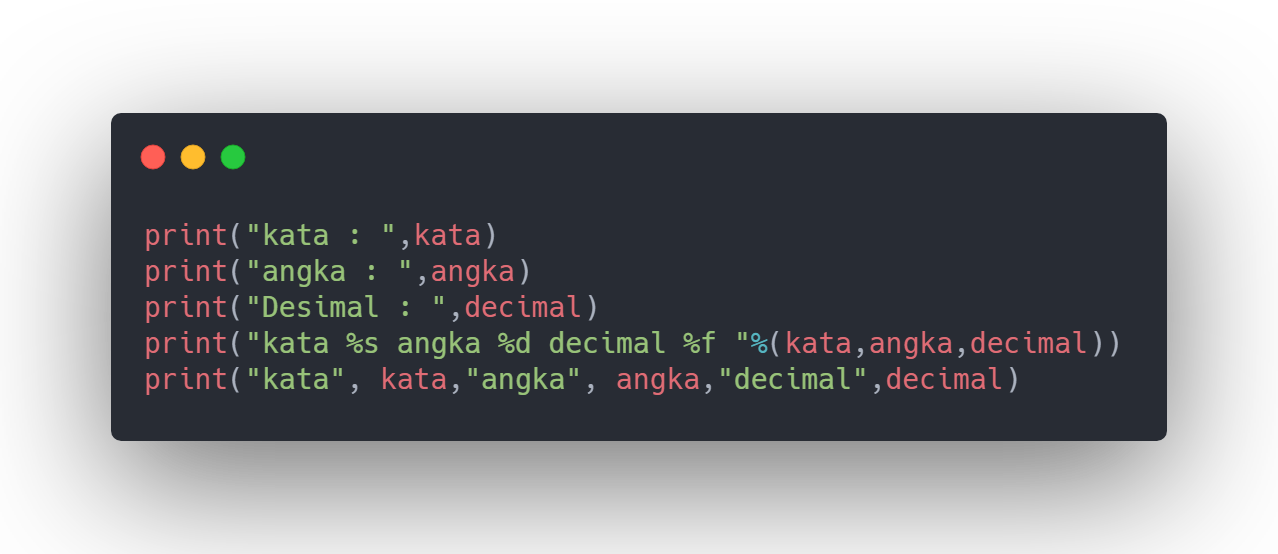 print("kata : ",kata)
print("angka : ",angka)
print("Desimal : ",decimal)
print("kata %s angka %d decimal %f "%(kata,angka,decimal))
print("kata", kata,"angka", angka,"decimal",decimal)